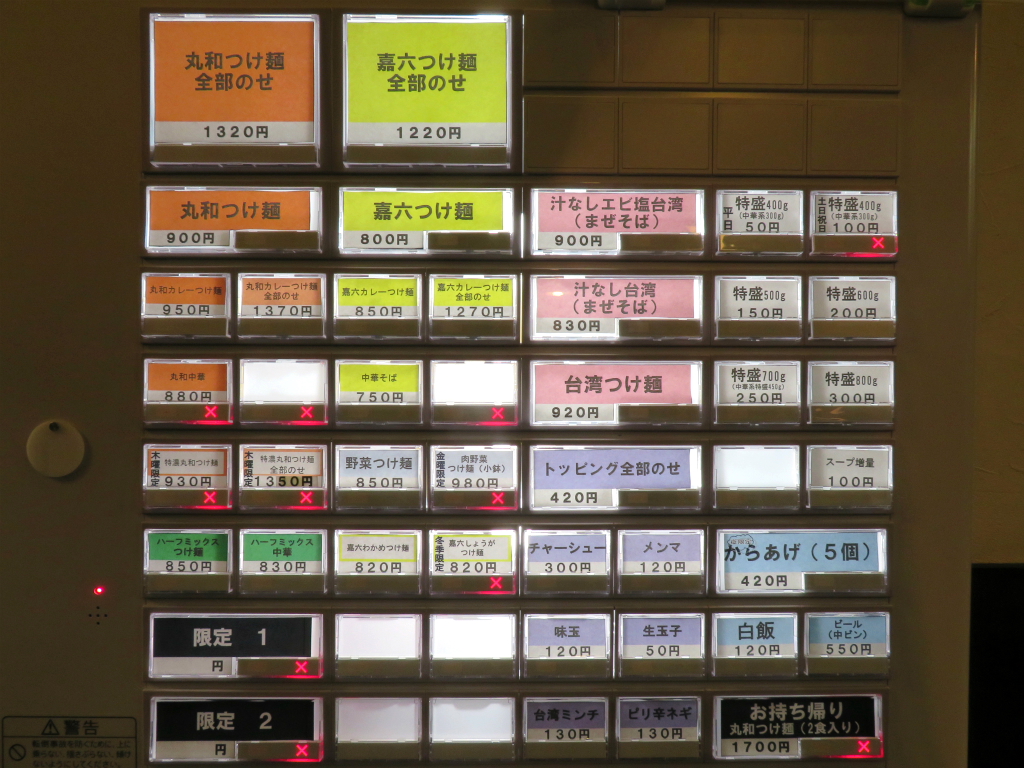 丸和つけ麺
全部のせ
1320円
嘉六つけ麺
全部のせ
1220円
丸和つけ麺
900円
嘉六つけ麺
800円
汁なしエビ塩台湾
(まぜそば)
900円
平日
特盛400g
(中華系300g)
50円
土日祝日
特盛400g
(中華系300g)
100円
丸和カレーつけ麺
950円
丸和カレーつけ麺
全部のせ
1370円
嘉六カレーつけ麺
850円
嘉六カレーつけ麺
全部のせ
1270円
汁なし台湾
(まぜそば)
830円
特盛500g
150円
特盛600g
200円
丸和中華
880円
中華そば
750円
台湾つけ麺
920円
特盛700g
(中華系特盛450g)
250円
特盛800g
300円
木曜限定
特濃丸和つけ麺
930円
木曜限定
特濃丸和つけ麺
全部のせ
1350円
野菜つけ麺
850円
金曜限定
肉野菜
つけ麺(小鉢)
980円
トッピング全部のせ
420円
スープ増量
100円
ハーフミックス
つけ麺
850円
ハーフミックス
中華
830円
嘉六わかめつけ麺
820円
冬季限定
嘉六しょうが
つけ麺
820円
チャーシュー
300円
メンマ
120円
からあげ(5個)
420円
限定 1
円
味玉
120円
生玉子
50円
白飯
120円
ビール
(中ビン)
550円
限定 2
円
台湾ミンチ
130円
ピリ辛ネギ
130円
お持ち帰り
丸和つけ麺(2食入り)
1700円
警告